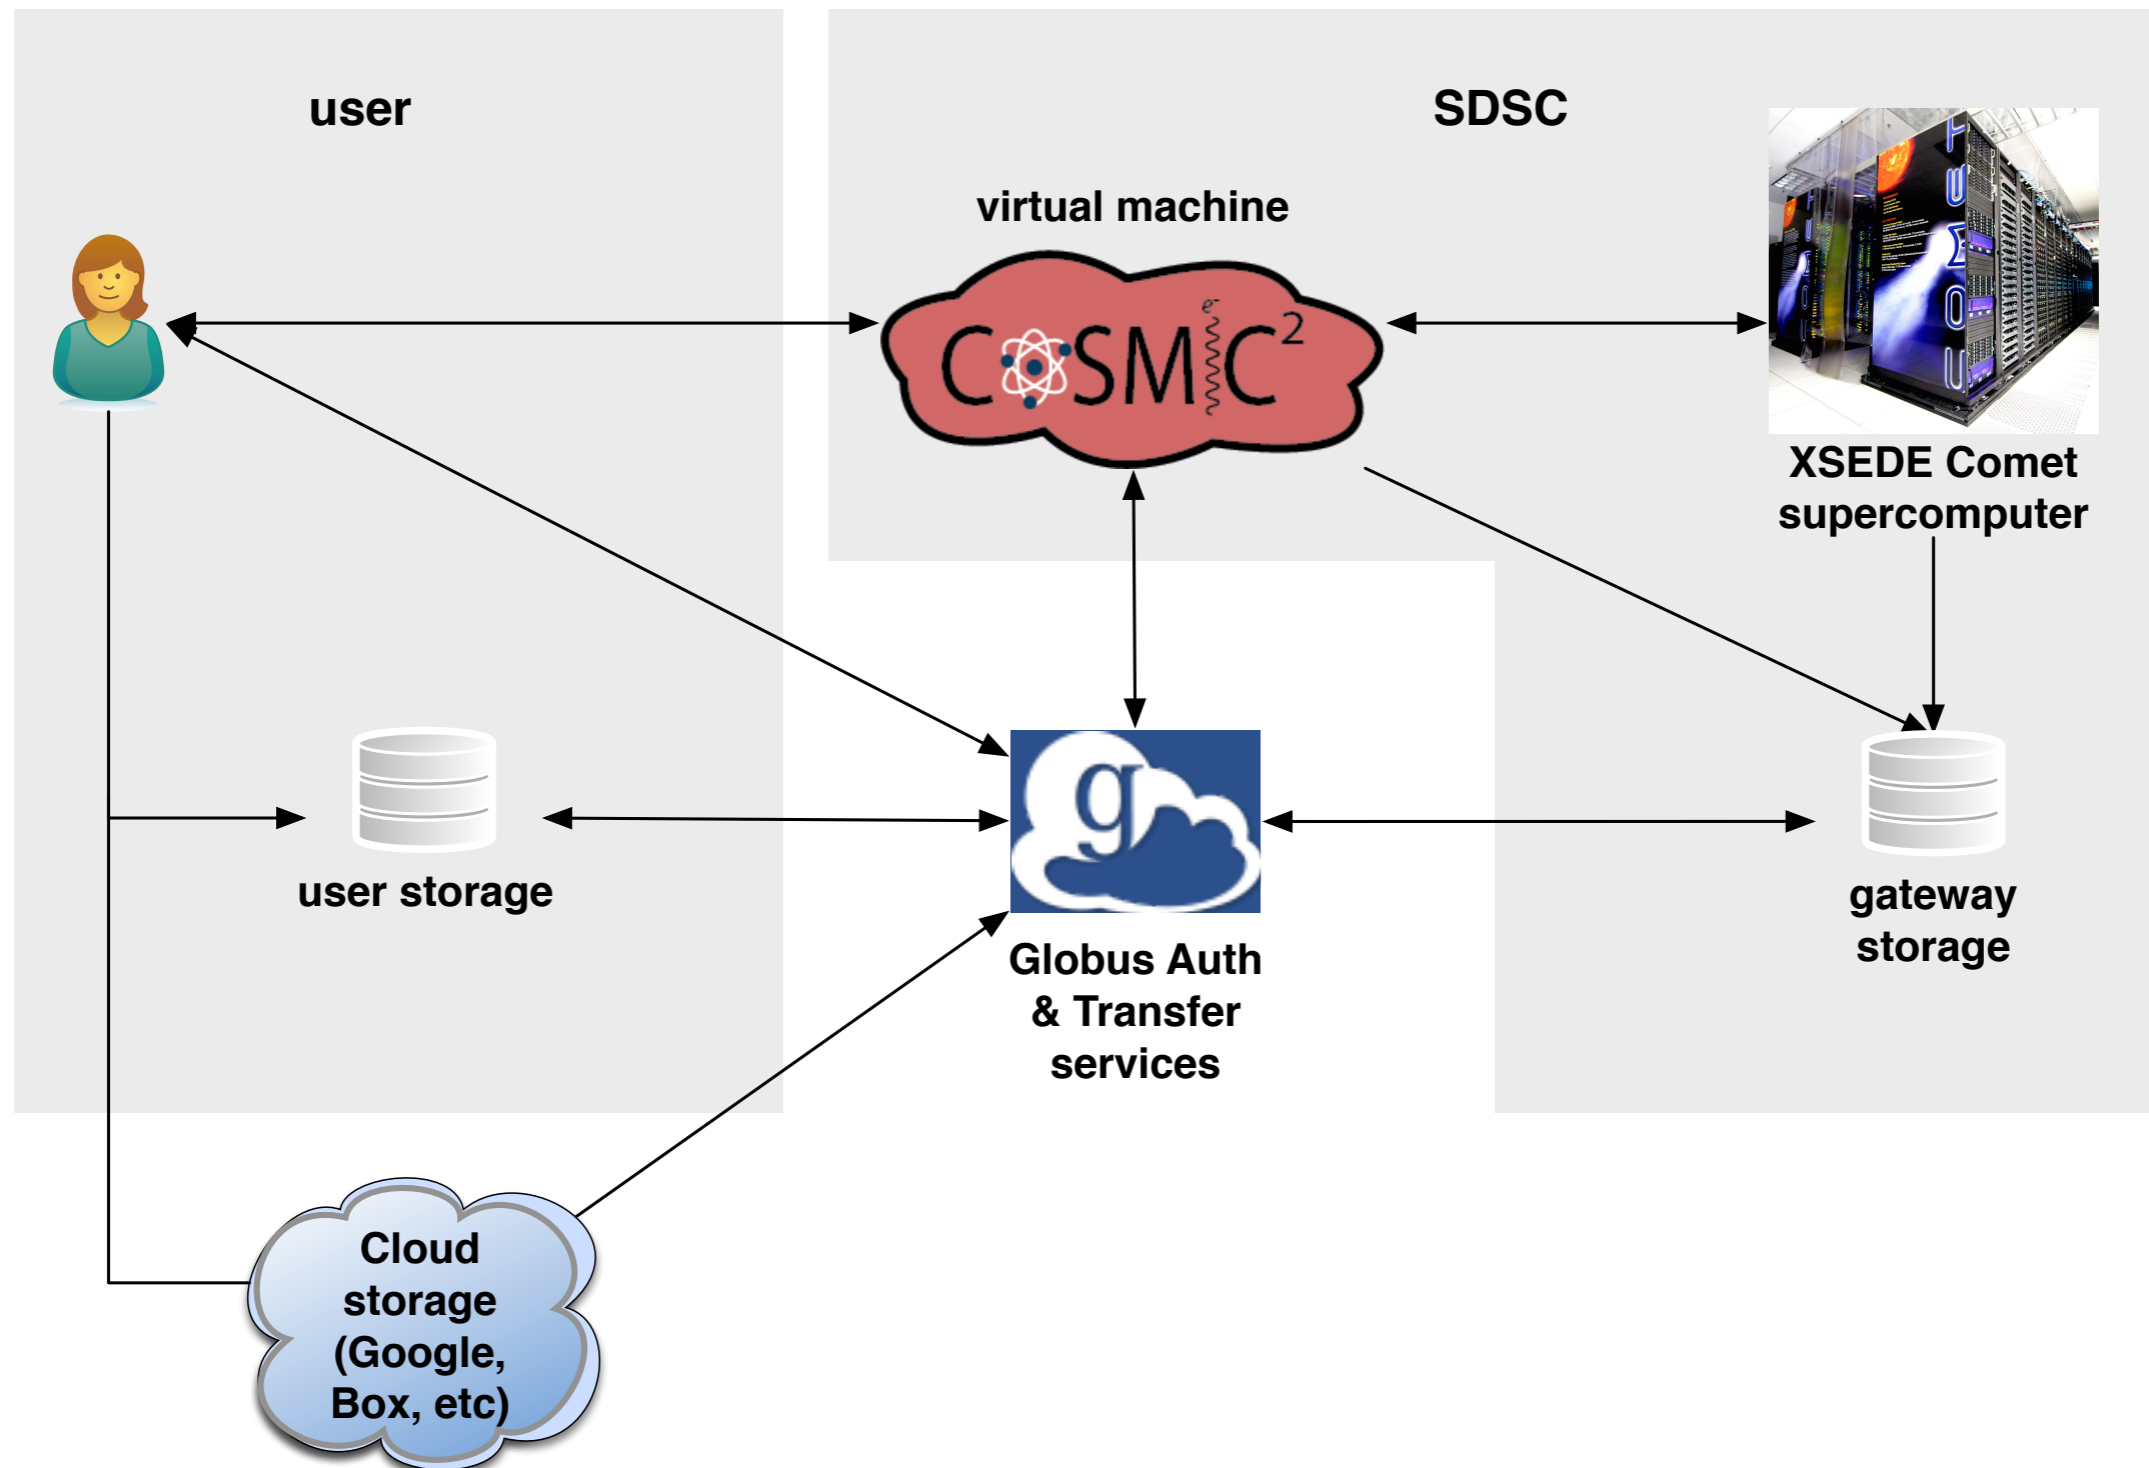 user
SDSC
virtual machine
COSMIC²
e-
COMET
XSEDE Comet
supercomputer
user storage
g
Globus Auth
& Transfer
services
gateway
storage
Cloud
storage
(Google,
Box, etc)